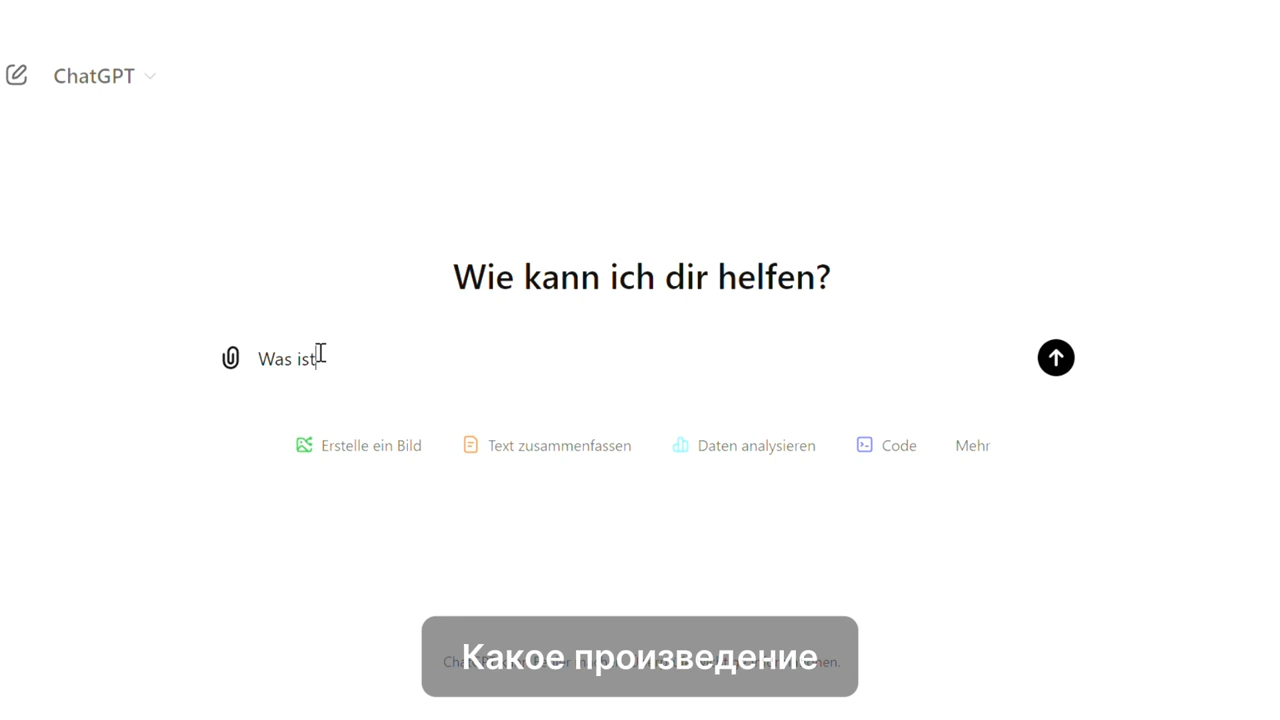 ChatGPT
Wie kann ich dir helfen?
Was ist
Erstelle ein Bild Text zusammenfassen Daten analysieren Code Mehr
Какое произведение